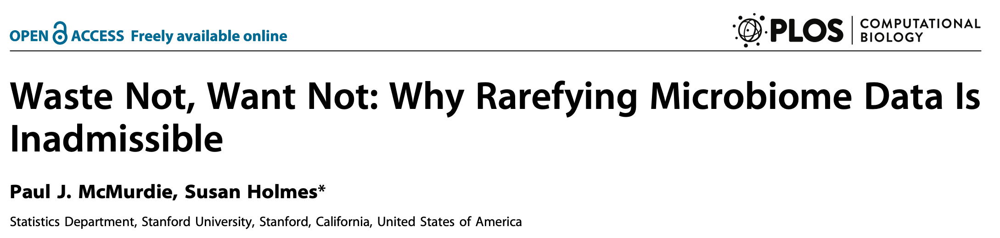 OPEN ACCESS Freely available online
PLOS COMPUTATIONAL
BIOLOGY
Waste Not, Want Not: Why Rarefying Microbiome Data Is
Inadmissible
Paul J. McMurdie, Susan Holmes*
Statistics Department, Stanford University, Stanford, California, United States of America